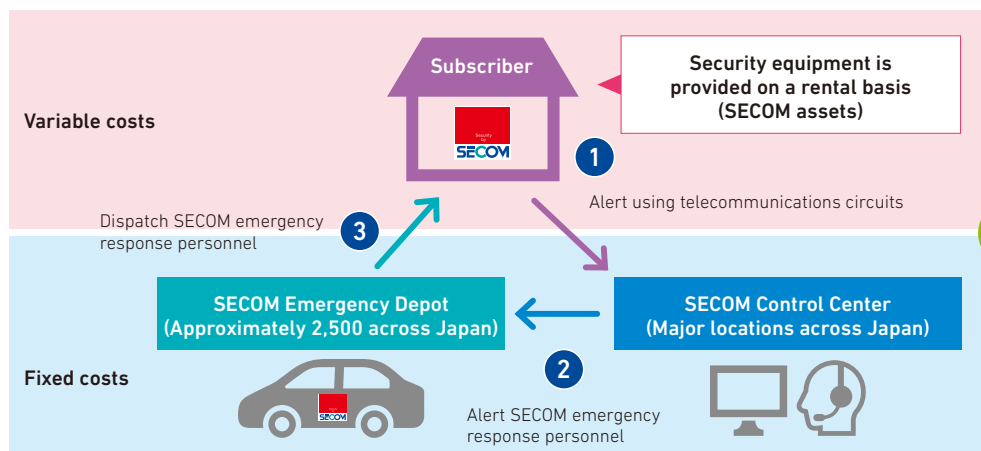 Subscriber
Security equipment is
provided on a rental basis
(SECOM assets)
Variable costs
Security
by
SECOM
1
Alert using telecommunications circuits
Dispatch SECOM emergency
response personnel
3
SECOM Emergency Depot
(Approximately 2,500 across Japan)
SECOM Control Center
(Major locations across Japan)
Fixed costs
SECOM
2
Alert SECOM emergency
response personnel